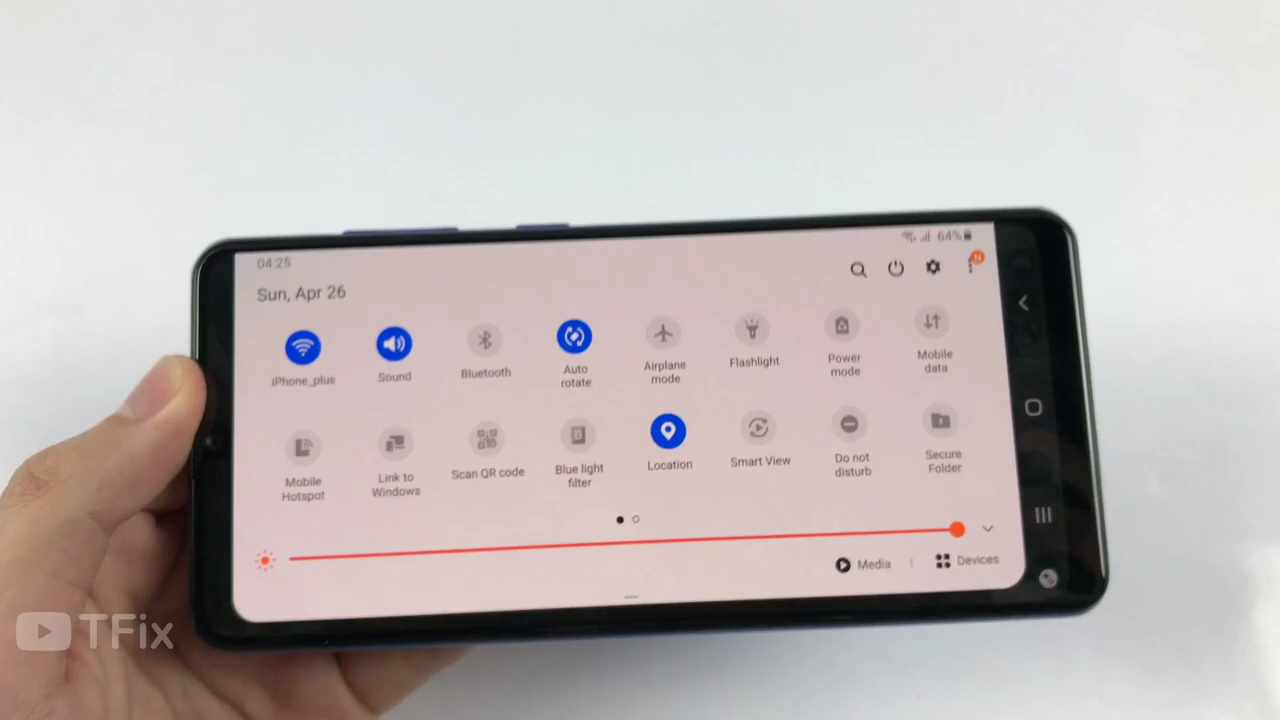 04:25
64%
Sun, Apr 26
N
iPhone_plus
Sound
Bluetooth
Auto
rotate
Airplane
mode
Flashlight
Power
mode
Mobile
data
Mobile
Hotspot
Link to
Windows
Scan QR code
Blue light
filter
Location
Smart View
Do not
disturb
Secure
Folder
Media
Devices
TFix